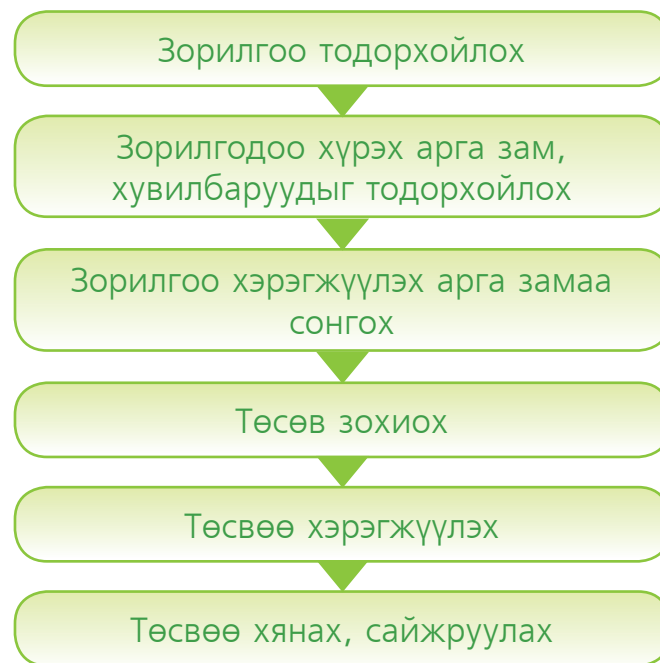 Зорилгоо тодорхойлох
Зорилгодоо хүрэх арга зам,
хувилбаруудыг тодорхойлох
Зорилгоо хэрэгжүүлэх арга замаа
сонгох
Төсөв зохиох
Төсвөө хэрэгжүүлэх
Төсвөө хянах, сайжруулах